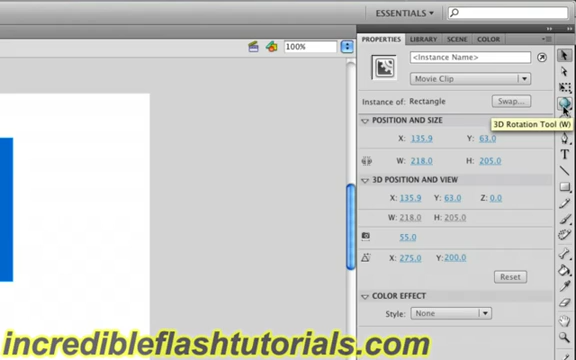 ESSENTIALS
100%
PROPERTIES LIBRARY SCENE COLOR
<Instance Name>
Movie Clip
Instance of: Rectangle Swap...
3D Rotation Tool (W)
POSITION AND SIZE
X: 135.9 Y: 63.0
W: 218.0 H: 205.0
3D POSITION AND VIEW
X: 135.9 Y: 63.0 Z: 0.0
W: 218.0 H: 205.0
55.0
X: 275.0 Y: 200.0
Reset
COLOR EFFECT
Style: None
T
incredibleflashtutorials.com